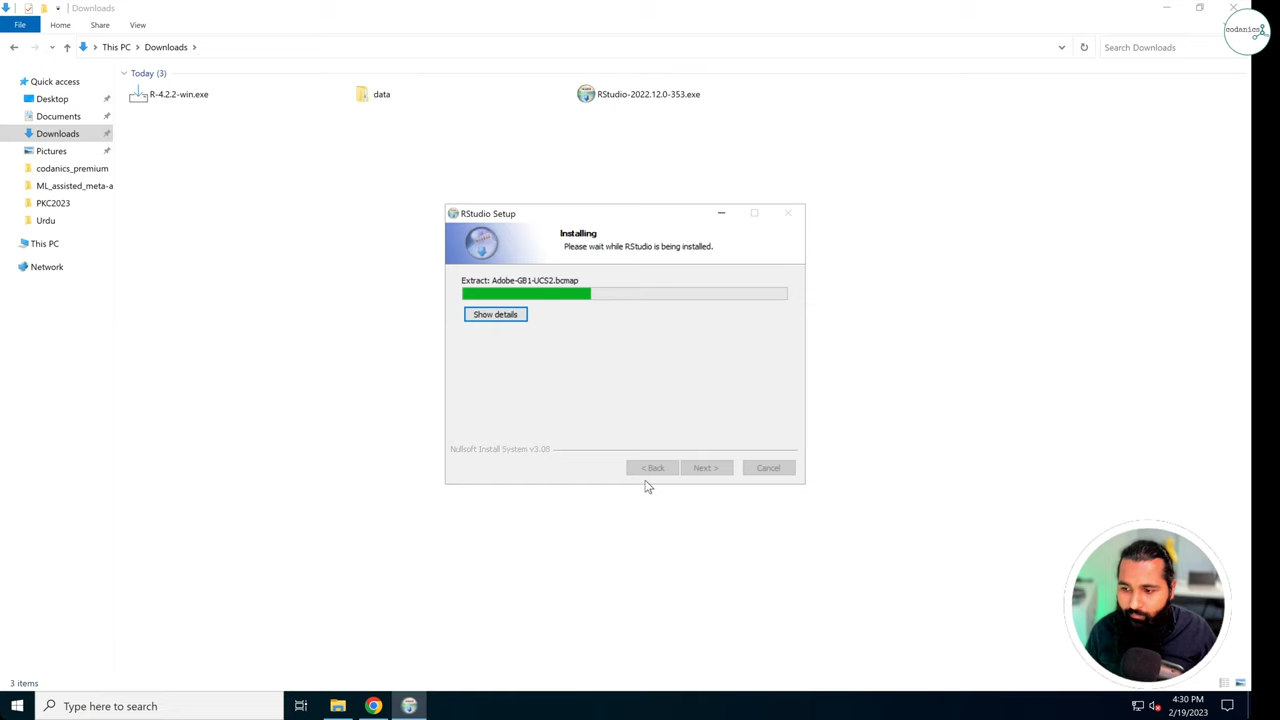 Downloads
File
Home
Share
View
This PC
Downloads
Search Downloads
codanics
Quick access
Desktop
Documents
Downloads
Pictures
codanics_premium
ML_assisted_meta-a
PKC2023
Urdu
This PC
Network
Today (3)
R-4.2.2-win.exe
data
RStudio-2022.12.0-353.exe
RStudio Setup
Installing
Please wait while RStudio is being installed.
Extract: Adobe-GB1-UCS2.bcmap
Show details
Nullsoft Install System v3.08
< Back
Next >
Cancel
3 items
Type here to search
4:30 PM
2/19/2023